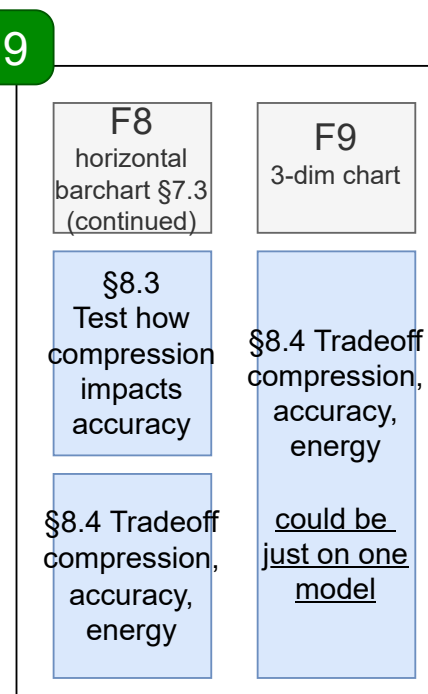 9
F8
horizontal
barchart §7.3
(continued)
§8.3
Test how
compression
impacts
accuracy
§8.4 Tradeoff
compression,
accuracy,
energy
F9
3-dim chart
§8.4 Tradeoff
compression,
accuracy,
energy
could be
just on one
model